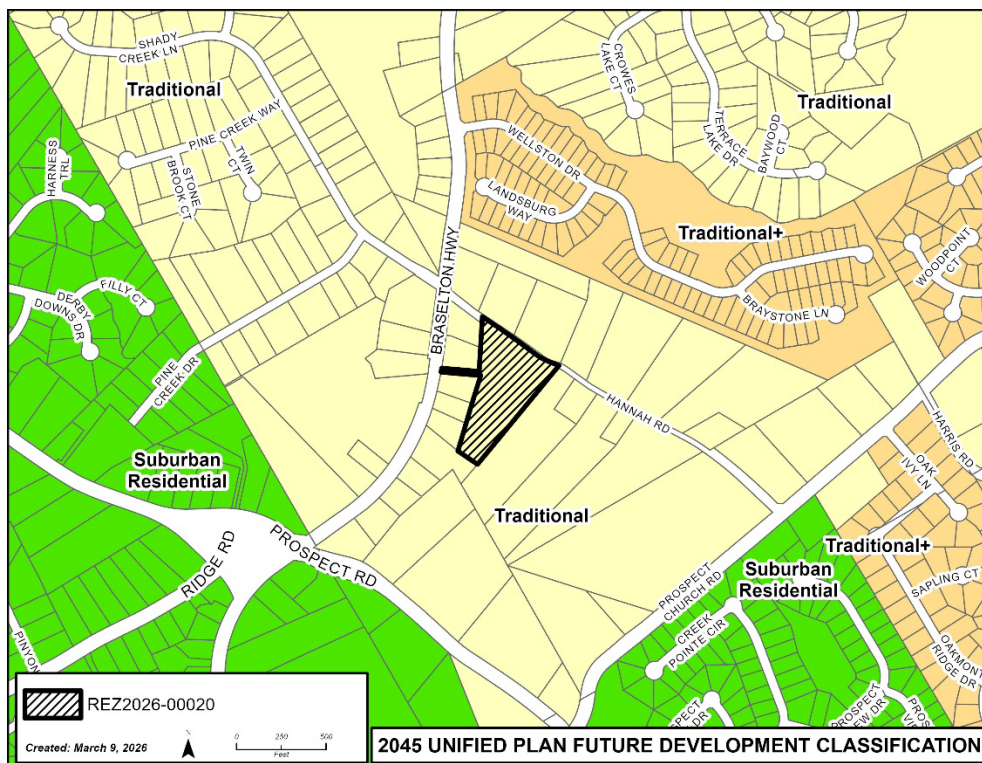 SHADY
CREEK LN
Traditional
PINE CREEK WAY
TWIN
CT
STONE
BROOK CT
HARNESS
TRL
FILLY CT
DERBY
DOWNS DR
PINE
CREEK DR
Suburban
Residential
RIDGE RD
PROSPECT RD
BRASELTON HWY
WELLSTON DR
LANDSBURG
WAY
CROWES
LAKE CT
TERRACE
LAKE DR
BAYWOOD
CT
Traditional
Traditional+
WOODPOINT
CT
BRAYSTONE LN
HANNAH RD
HARRIS RD
OAK
IVY LN
Traditional
Traditional+
SAPLING CT
OAKMONT
RIDGE DR
PROSPECT
CHURCH RD
Suburban
Residential
CREEK
POINTE CIR
PINYON
REZ2026-00020
Created: March 9, 2026
N
0 250 500
Feet
2045 UNIFIED PLAN FUTURE DEVELOPMENT CLASSIFICATION